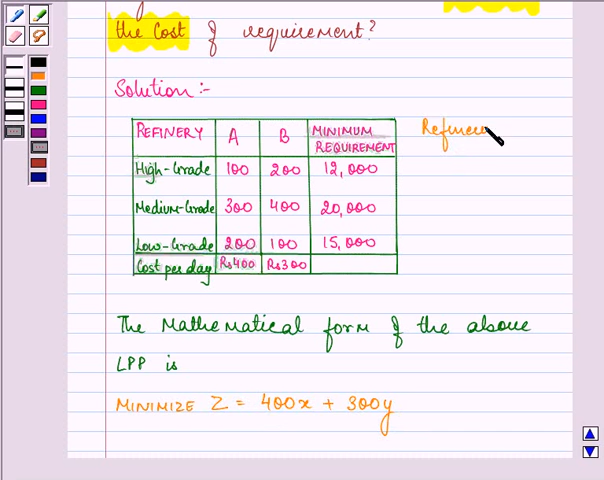 the Cost of requirement?
Solution:-
REFINERY A B MINIMUM REQUIREMENT
High-Grade 100 200 12,000
Medium-Grade 300 400 20,000
Low-Grade 200 100 15,000
Cost per day Rs400 Rs300
Refiner
The Mathematical form of the above
LPP is
MINIMIZE Z = 400x + 300y